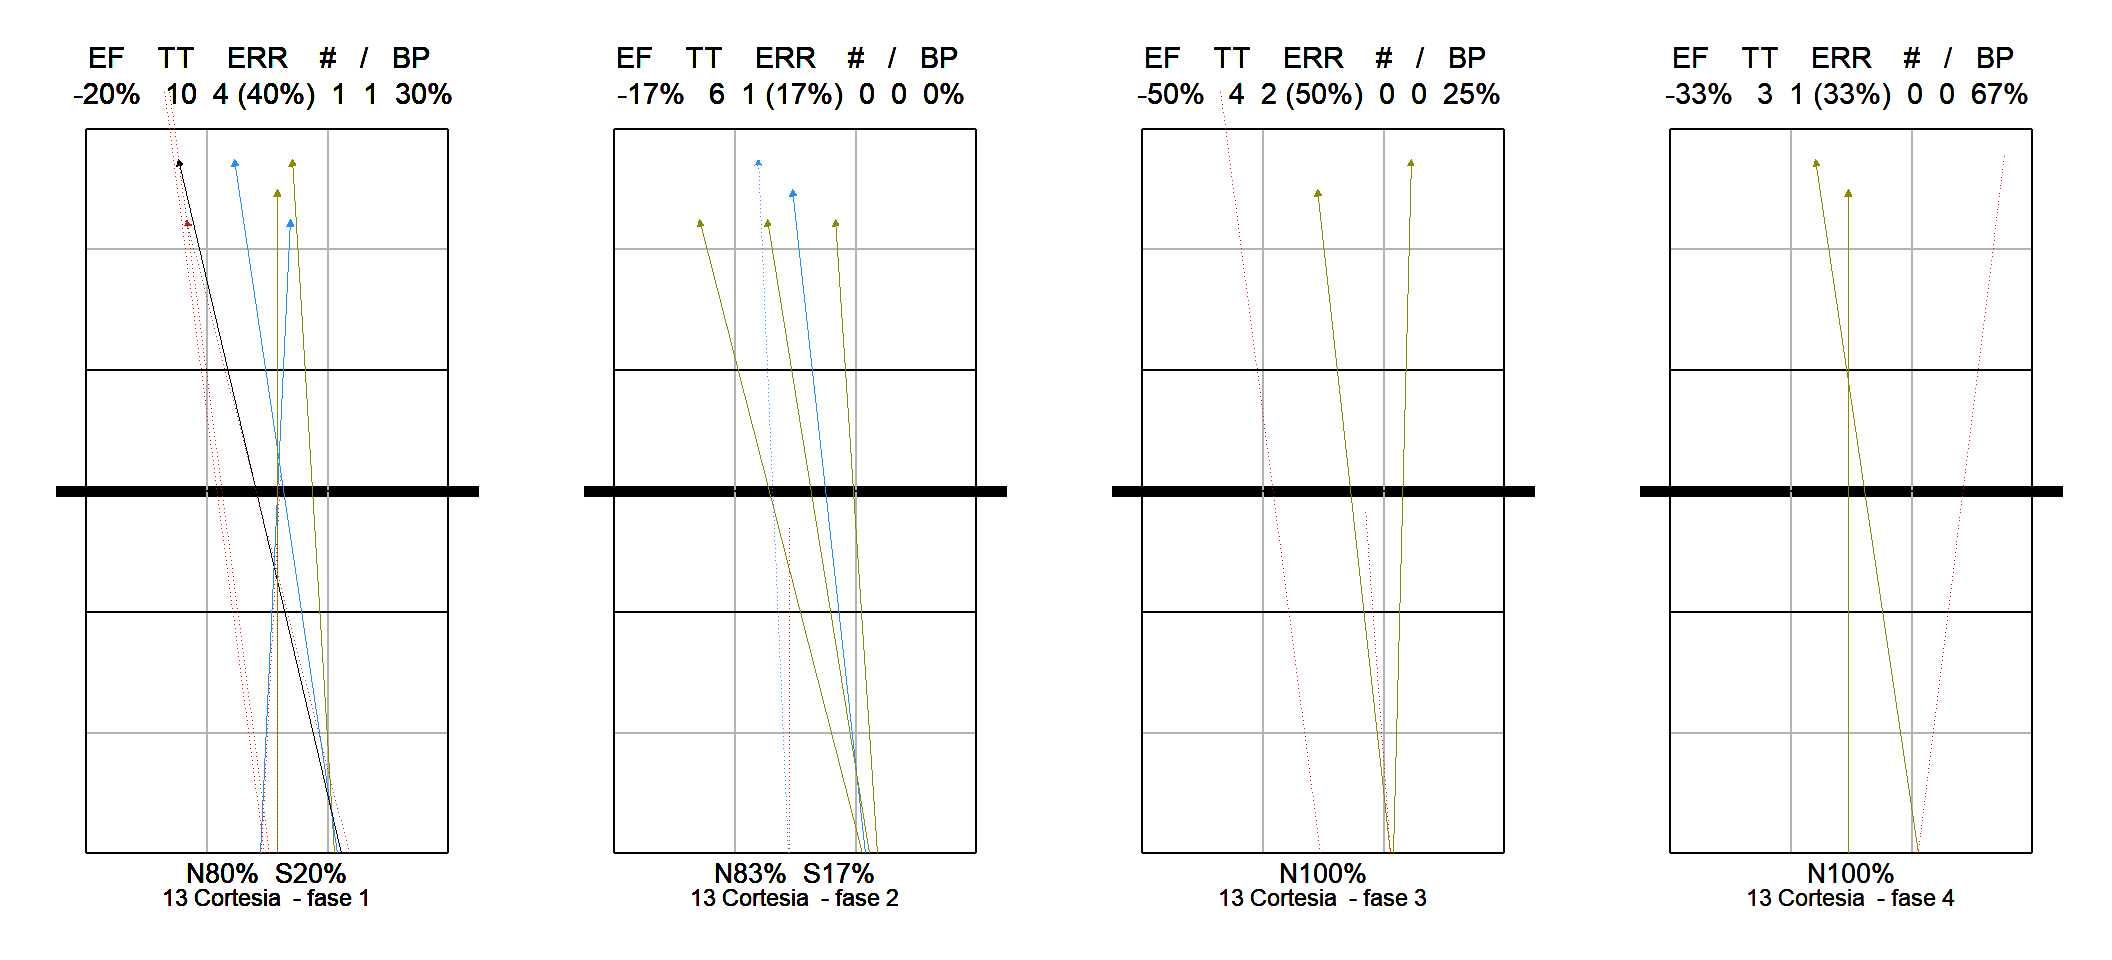 EF TT ERR # / BP
-20% 10 4 (40%) 1 1 30%
N80% S20%
13 Cortesia - fase 1
EF TT ERR # / BP
-17% 6 1 (17%) 0 0 0%
N83% S17%
13 Cortesia - fase 2
EF TT ERR # / BP
-50% 4 2 (50%) 0 0 25%
N100%
13 Cortesia - fase 3
EF TT ERR # / BP
-33% 3 1 (33%) 0 0 67%
N100%
13 Cortesia - fase 4